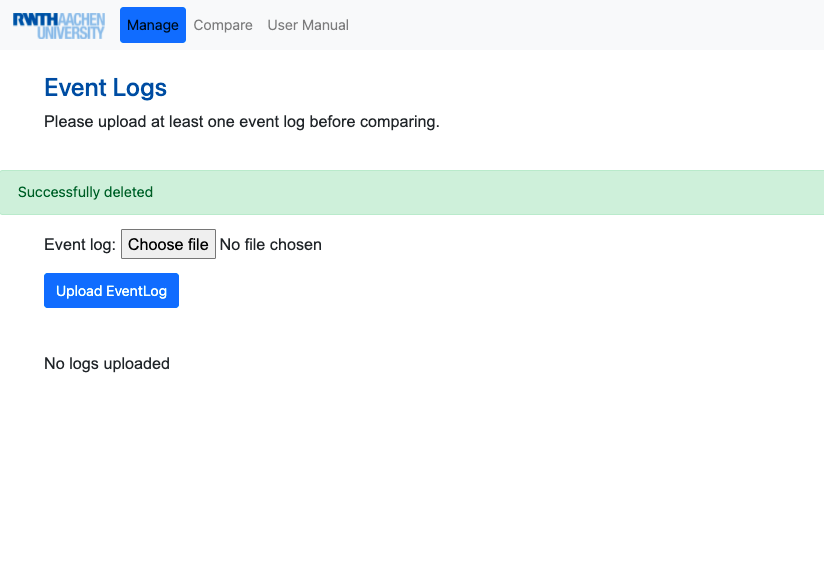 RWTHAACHEN
UNIVERSITY
Manage Compare User Manual
Event Logs
Please upload at least one event log before comparing.
Successfully deleted
Event log: Choose file No file chosen
Upload EventLog
No logs uploaded